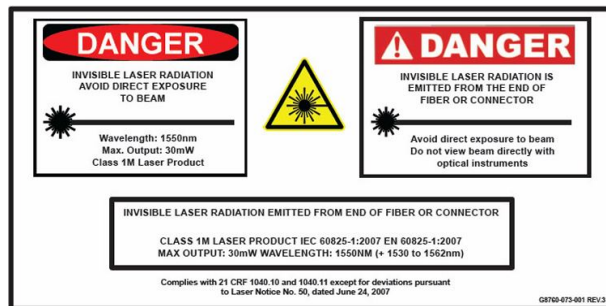 DANGER
INVISIBLE LASER RADIATION
AVOID DIRECT EXPOSURE
TO BEAM
Wavelength: 1550nm
Max. Output: 30mW
Class 1M Laser Product
DANGER
INVISIBLE LASER RADIATION IS
EMITTED FROM THE END OF
FIBER OR CONNECTOR
Avoid direct exposure to beam
Do not view beam directly with
optical instruments
INVISIBLE LASER RADIATION EMITTED FROM END OF FIBER OR CONNECTOR
CLASS 1M LASER PRODUCT IEC 60825-1:2007 EN 60825-1:2007
MAX OUTPUT: 30mW WAVELENGTH: 1550NM (+ 1530 to 1562nm)
Complies with 21 CRF 1040.10 and 1040.11 except for deviations pursuant
to Laser Notice No. 50, dated June 24, 2007
G8760-073-001 REV.3